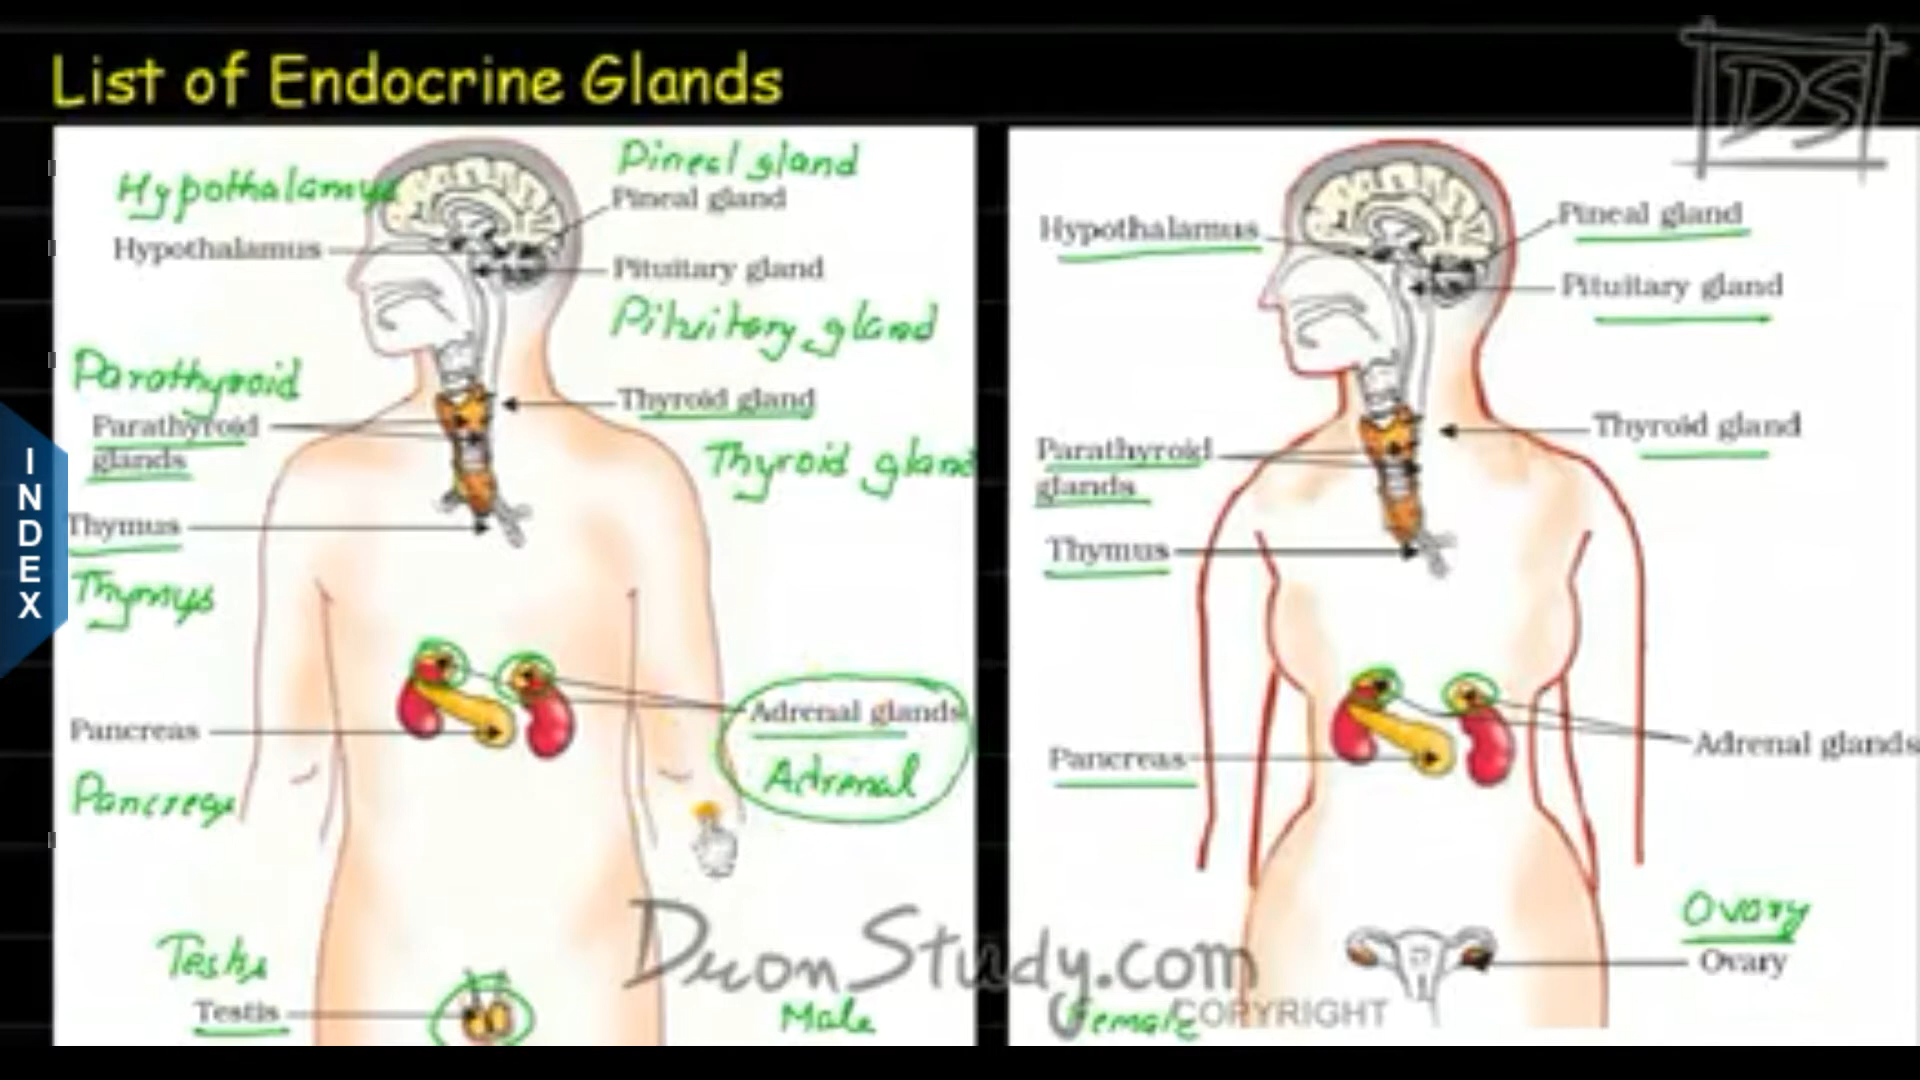 List of Endocrine Glands
DS
INDEX
Hypothalamus
Pineal gland
Pineal gland
Hypothalamus
Pituitary gland
Pituitary gland
Parathyroid
Thyroid gland
Parathyroid
glands
Thyroid gland
Thymus
Thymus
Adrenal glands
Pancreas
Adrenal
Pancreas
Testis
Testis
Male
Hypothalamus
Pineal gland
Pituitary gland
Parathyroid
glands
Thyroid gland
Thymus
Adrenal glands
Pancreas
Ovary
Ovary
Female
DronStudy.com
COPYRIGHT